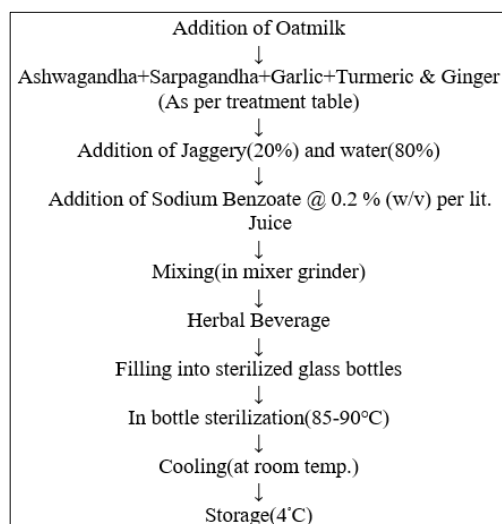 Addition of Oatmilk
↓
Ashwagandha+Sarpagandha+Garlic+Turmeric & Ginger
(As per treatment table)
↓
Addition of Jaggery(20%) and water(80%)
↓
Addition of Sodium Benzoate @ 0.2 % (w/v) per lit.
Juice
↓
Mixing(in mixer grinder)
↓
Herbal Beverage
↓
Filling into sterilized glass bottles
↓
In bottle sterilization(85-90°C)
↓
Cooling(at room temp.)
↓
Storage(4°C)